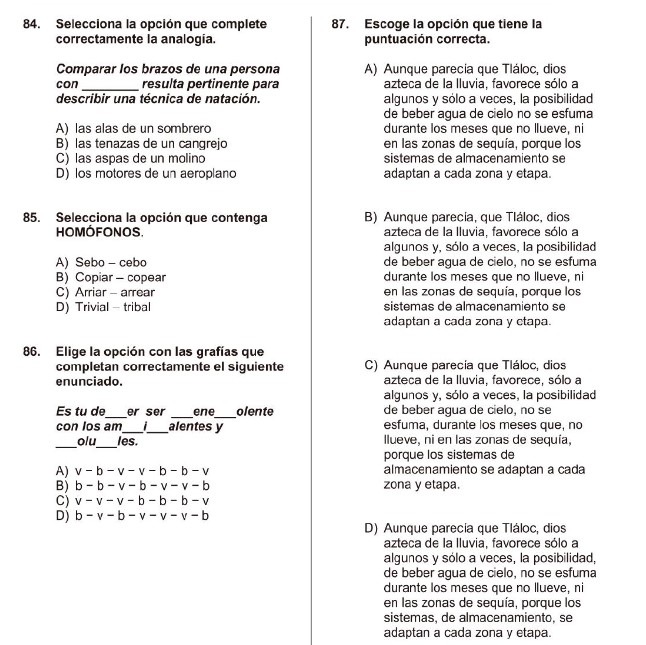 84. Selecciona la opción que complete
correctamente la analogía.
Comparar los brazos de una persona
con ________ resulta pertinente para
describir una técnica de natación.
A) las alas de un sombrero
B) las tenazas de un cangrejo
C) las aspas de un molino
D) los motores de un aeroplano
85. Selecciona la opción que contenga
HOMÓFONOS.
A) Sebo – cebo
B) Copiar – copear
C) Arriar – arrear
D) Trivial – tribal
86. Elige la opción con las grafías que
completan correctamente el siguiente
enunciado.
Es tu de___er ser ___ene___olente
con los am___i___alentes y
___olu___les.
A) v – b – v – v – b – b – v
B) b – b – v – b – v – v – b
C) v – v – v – b – b – b – v
D) b – v – b – v – v – v – b
87. Escoge la opción que tiene la
puntuación correcta.
A) Aunque parecía que Tláloc, dios
azteca de la lluvia, favorece sólo a
algunos y sólo a veces, la posibilidad
de beber agua de cielo no se esfuma
durante los meses que no llueve, ni
en las zonas de sequía, porque los
sistemas de almacenamiento se
adaptan a cada zona y etapa.
B) Aunque parecía, que Tláloc, dios
azteca de la lluvia, favorece sólo a
algunos y, sólo a veces, la posibilidad
de beber agua de cielo, no se esfuma
durante los meses que no llueve, ni
en las zonas de sequía, porque los
sistemas de almacenamiento se
adaptan a cada zona y etapa.
C) Aunque parecía que Tláloc, dios
azteca de la lluvia, favorece, sólo a
algunos y, sólo a veces, la posibilidad
de beber agua de cielo, no se
esfuma, durante los meses que, no
llueve, ni en las zonas de sequía,
porque los sistemas de
almacenamiento se adaptan a cada
zona y etapa.
D) Aunque parecía que Tláloc, dios
azteca de la lluvia, favorece sólo a
algunos y sólo a veces, la posibilidad,
de beber agua de cielo, no se esfuma
durante los meses que no llueve, ni
en las zonas de sequía, porque los
sistemas, de almacenamiento, se
adaptan a cada zona y etapa.